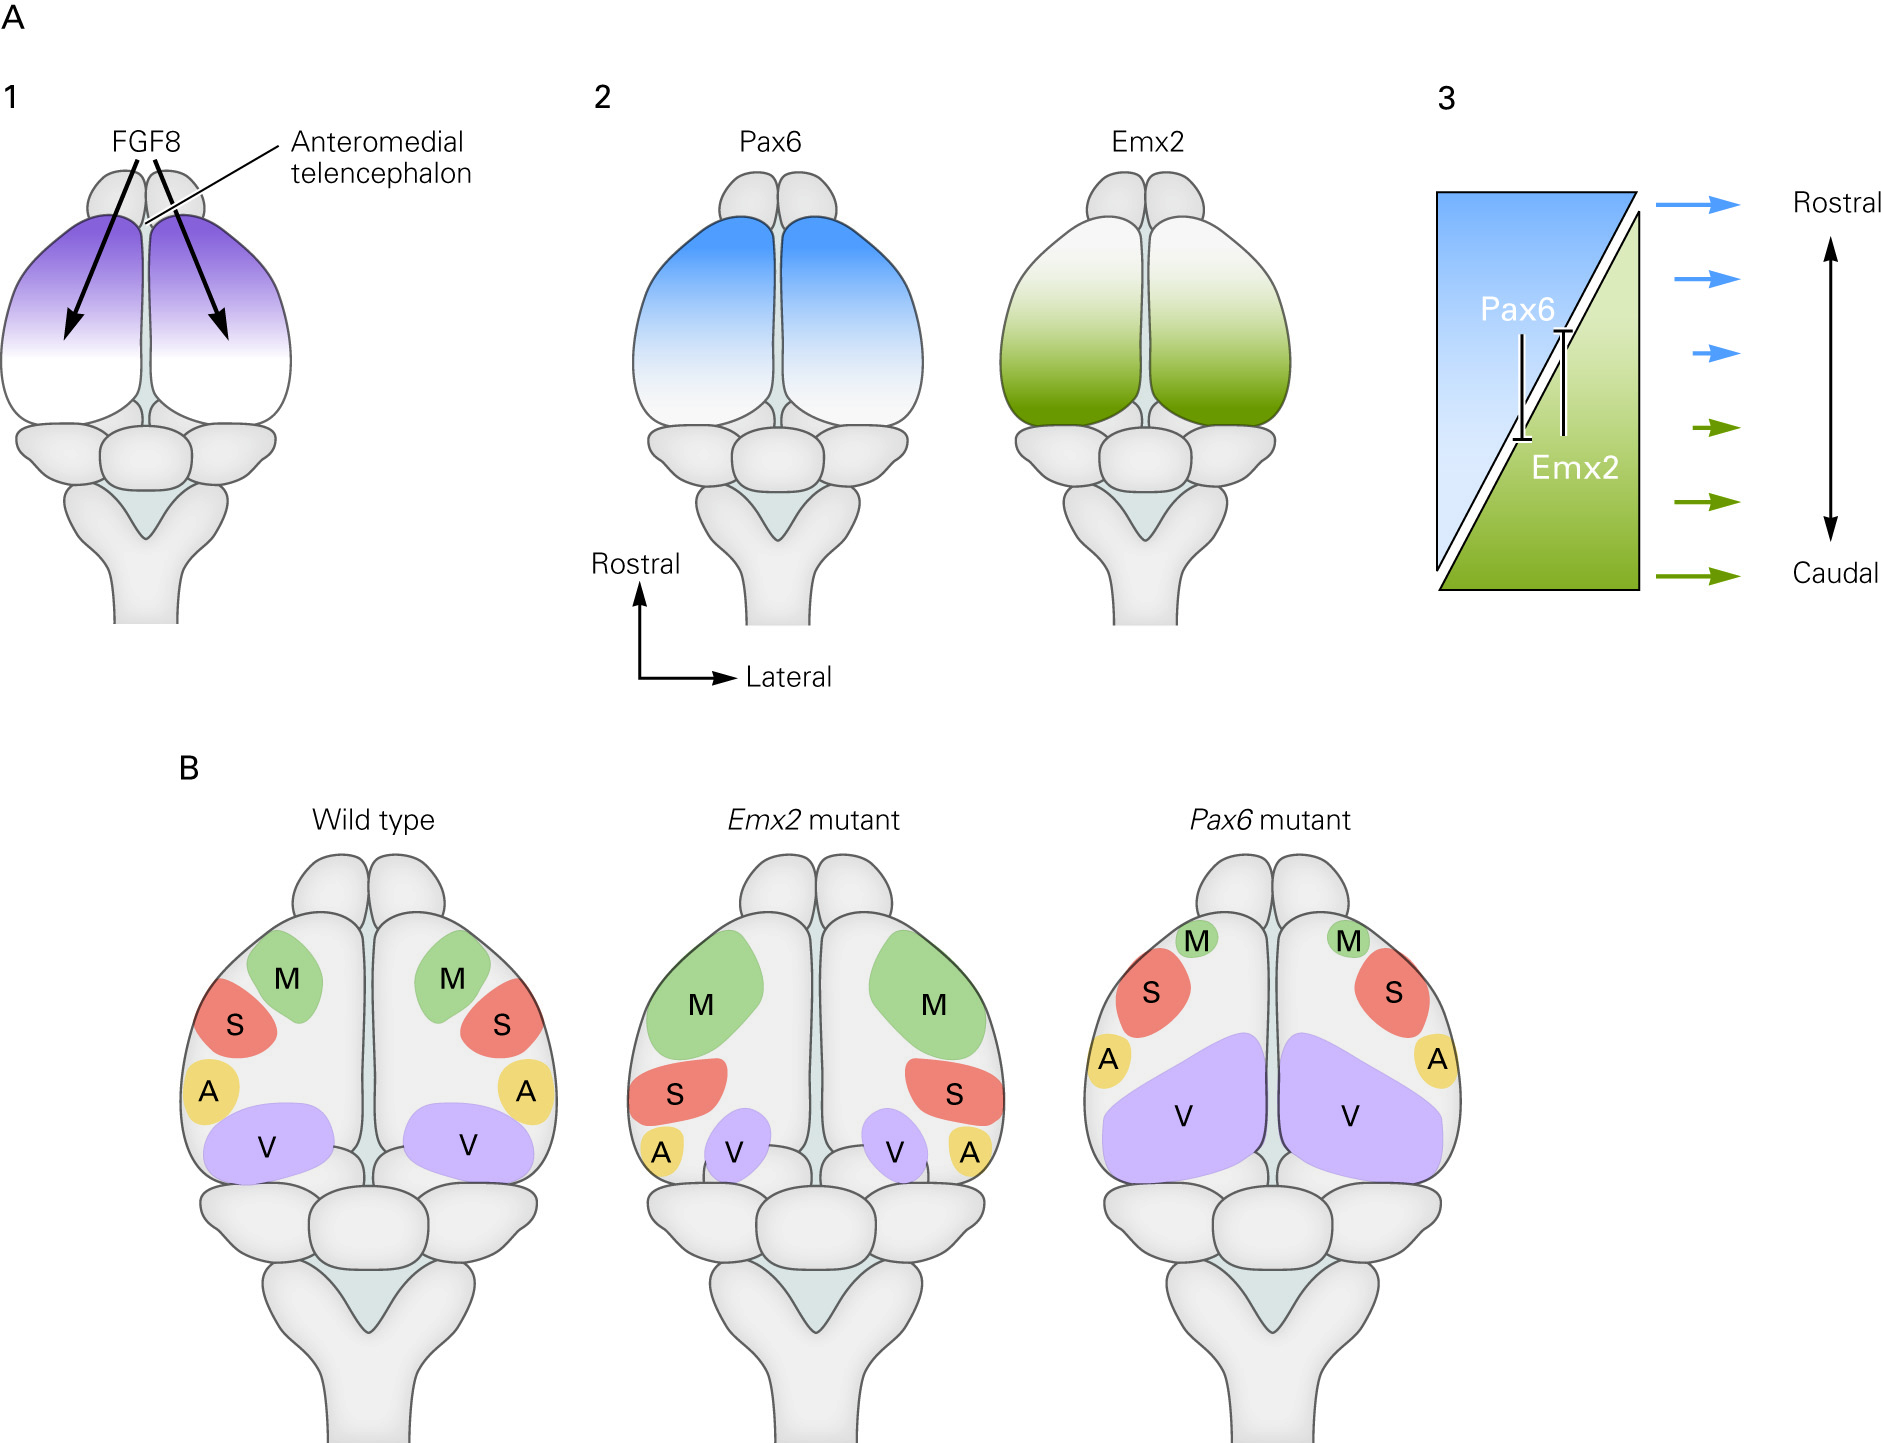 A
1
2
3
FGF8
Anteromedial
telencephalon
Pax6
Emx2
Rostral
Pax6
Emx2
Caudal
Rostral
Lateral
B
Wild type
Emx2 mutant
Pax6 mutant
M
M
S
S
A
A
V
V
M
M
S
S
A
V
V
A
M
M
S
S
A
A
V
V